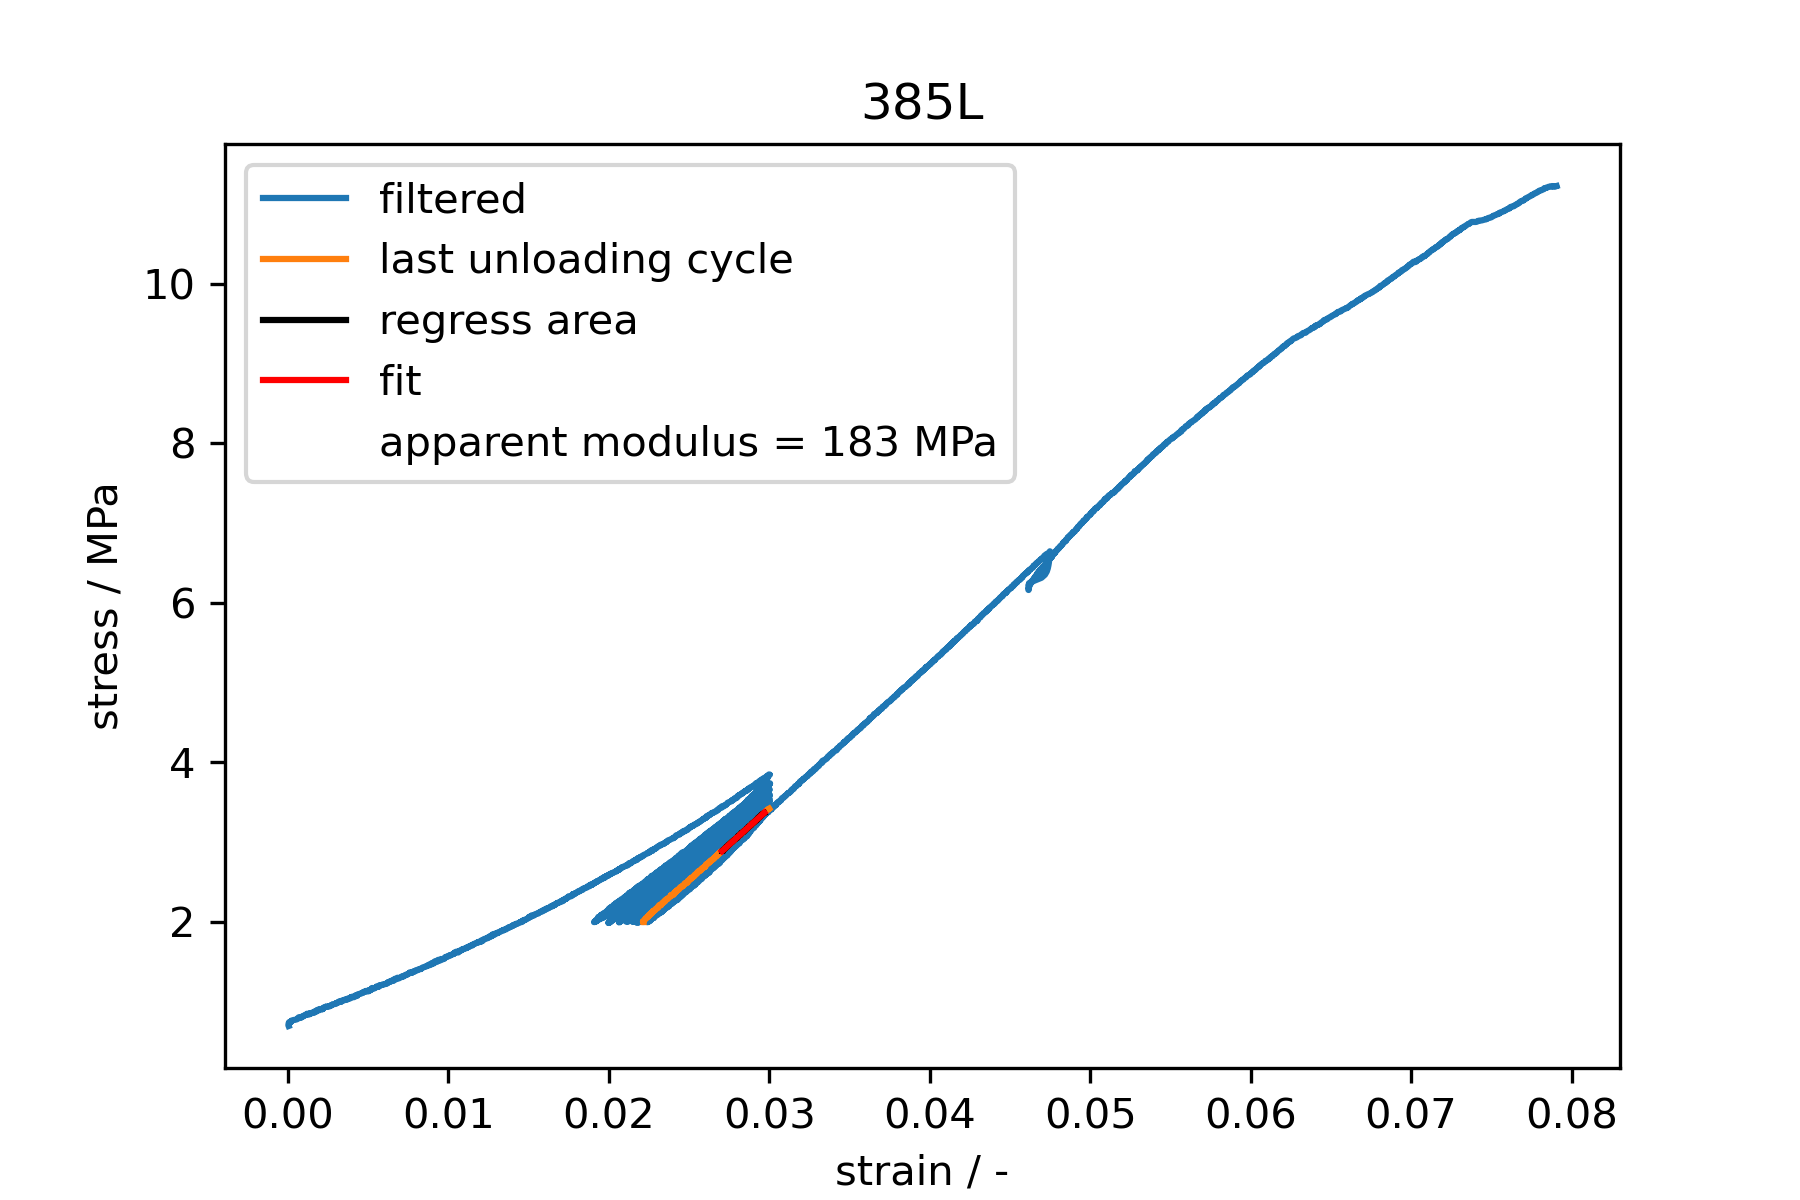 385L
filtered
last unloading cycle
regress area
fit
apparent modulus = 183 MPa
stress / MPa
10
8
6
4
2
0.00 0.01 0.02 0.03 0.04 0.05 0.06 0.07 0.08
strain / -